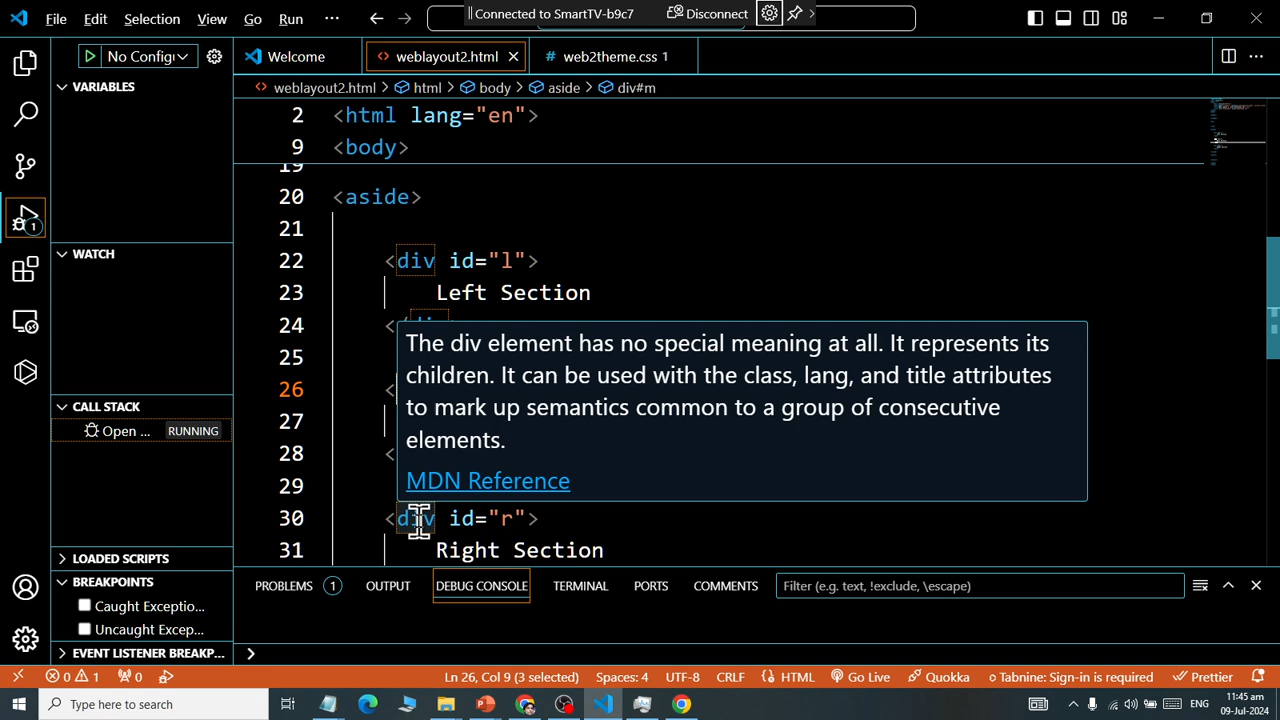 File Edit Selection View Go Run ···
Connected to SmartTV-b9c7 Disconnect
No Configu
Welcome
weblayout2.html
web2theme.css 1
weblayout2.html > html > body > aside > div#m
VARIABLES
WATCH
CALL STACK
Open ... RUNNING
LOADED SCRIPTS
BREAKPOINTS
Caught Exceptio...
Uncaught Excep...
EVENT LISTENER BREAKP...
1
2 <html lang="en">
9 <body>
19
20 <aside>
21
22 <div id="l">
23 Left Section
24 </div>
25
26 <
27
28 <
29
30 <div id="r">
31 Right Section
The div element has no special meaning at all. It represents its
children. It can be used with the class, lang, and title attributes
to mark up semantics common to a group of consecutive
elements.
MDN Reference
PROBLEMS 1 OUTPUT DEBUG CONSOLE TERMINAL PORTS COMMENTS Filter (e.g. text, !exclude, \escape)
>
0 1 0 Ln 26, Col 9 (3 selected) Spaces: 4 UTF-8 CRLF HTML Go Live Quokka Tabnine: Sign-in is required Prettier
Type here to search
ENG
11:45 am
09-Jul-2024